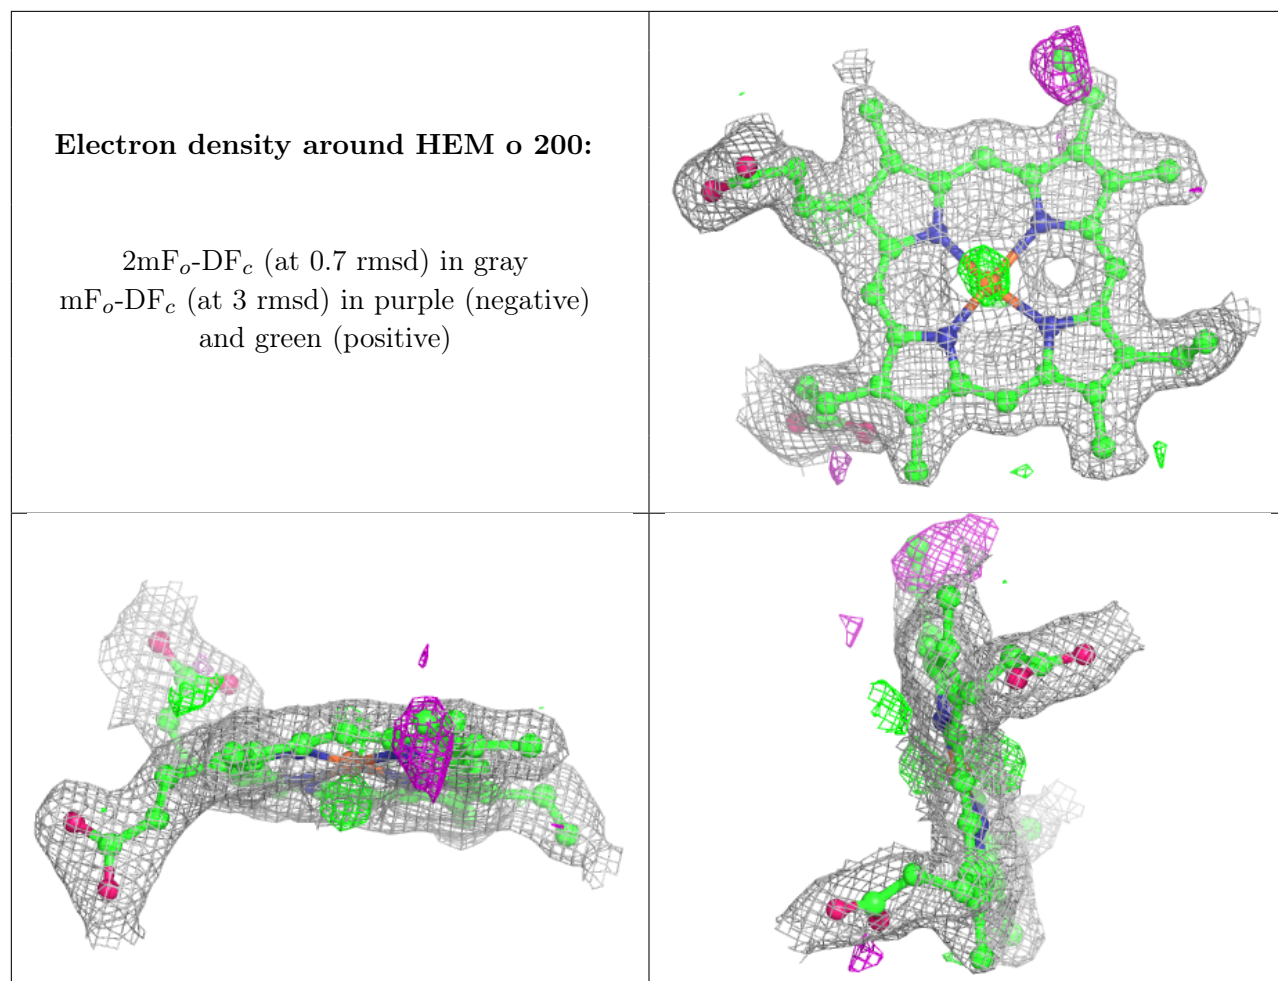 Electron density around HEM o 200:
2mFo-DFc (at 0.7 rmsd) in gray
mFo-DFc (at 3 rmsd) in purple (negative)
and green (positive)